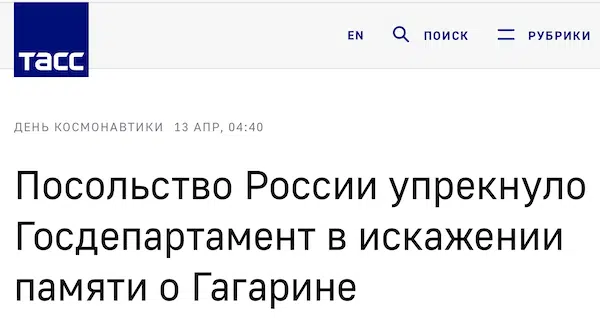 ТАСС
EN ПОИСК РУБРИКИ
ДЕНЬ КОСМОНАВТИКИ 13 АПР, 04:40
Посольство России упрекнуло
Госдепартамент в искажении
памяти о Гагарине